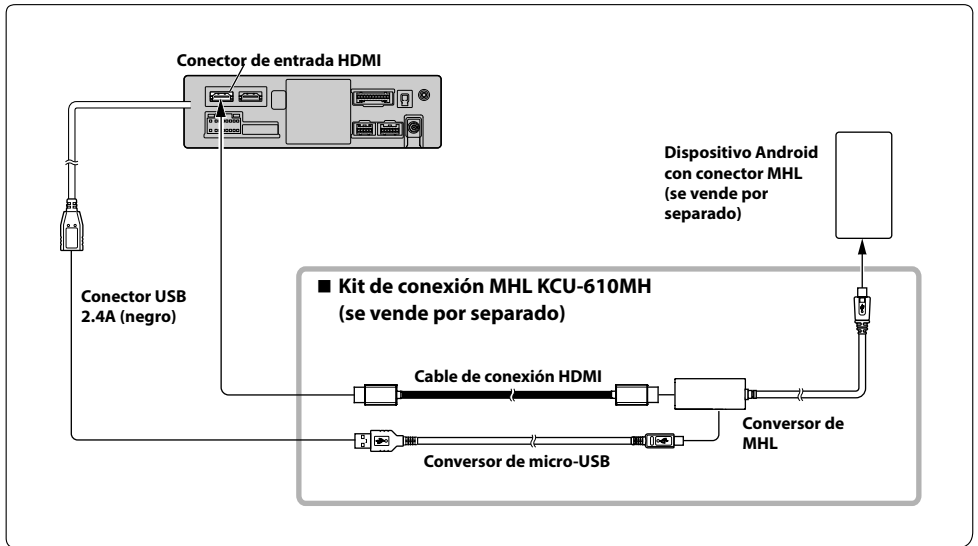 Conector de entrada HDMI
Dispositivo Android
con conector MHL
(se vende por
separado)
■ Kit de conexión MHL KCU-610MH
(se vende por separado)
Conector USB
2.4A (negro)
Cable de conexión HDMI
Conversor de
MHL
Conversor de micro-USB